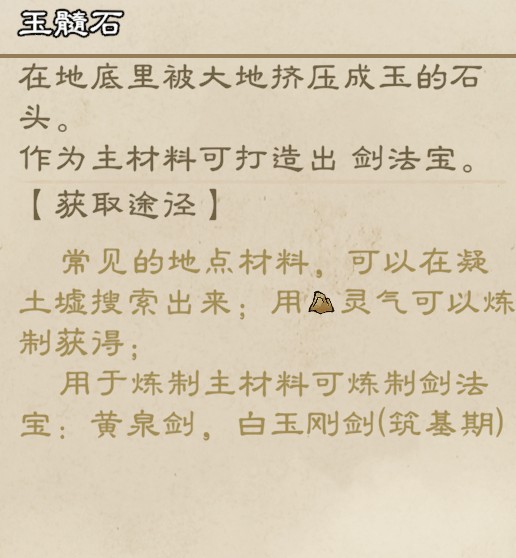 玉髓石
在地底里被大地挤压成玉的石
头。
作为主材料可打造出 剑法宝。
【获取途径】
常见的地点材料，可以在凝
土墟搜索出来；用灵气可以炼
制获得；
用于炼制主材料可炼制剑法
宝：黄泉剑，白玉刚剑(筑基期)